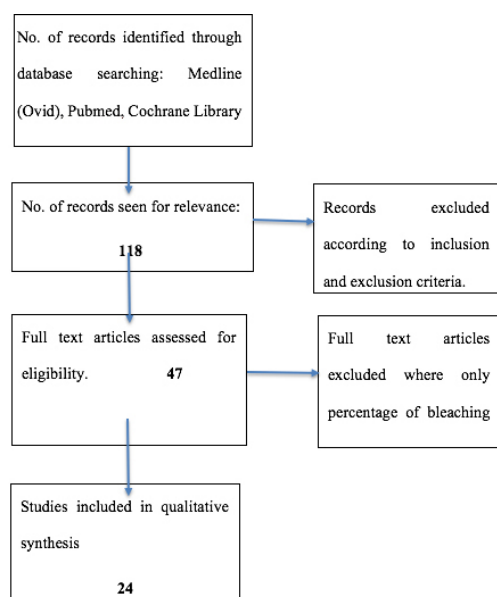 No. of records identified through
database searching: Medline
(Ovid), Pubmed, Cochrane Library
No. of records seen for relevance:
118
Records excluded
according to inclusion
and exclusion criteria.
Full text articles assessed for
eligibility. 47
Full text articles
excluded where only
percentage of bleaching
Studies included in qualitative
synthesis
24